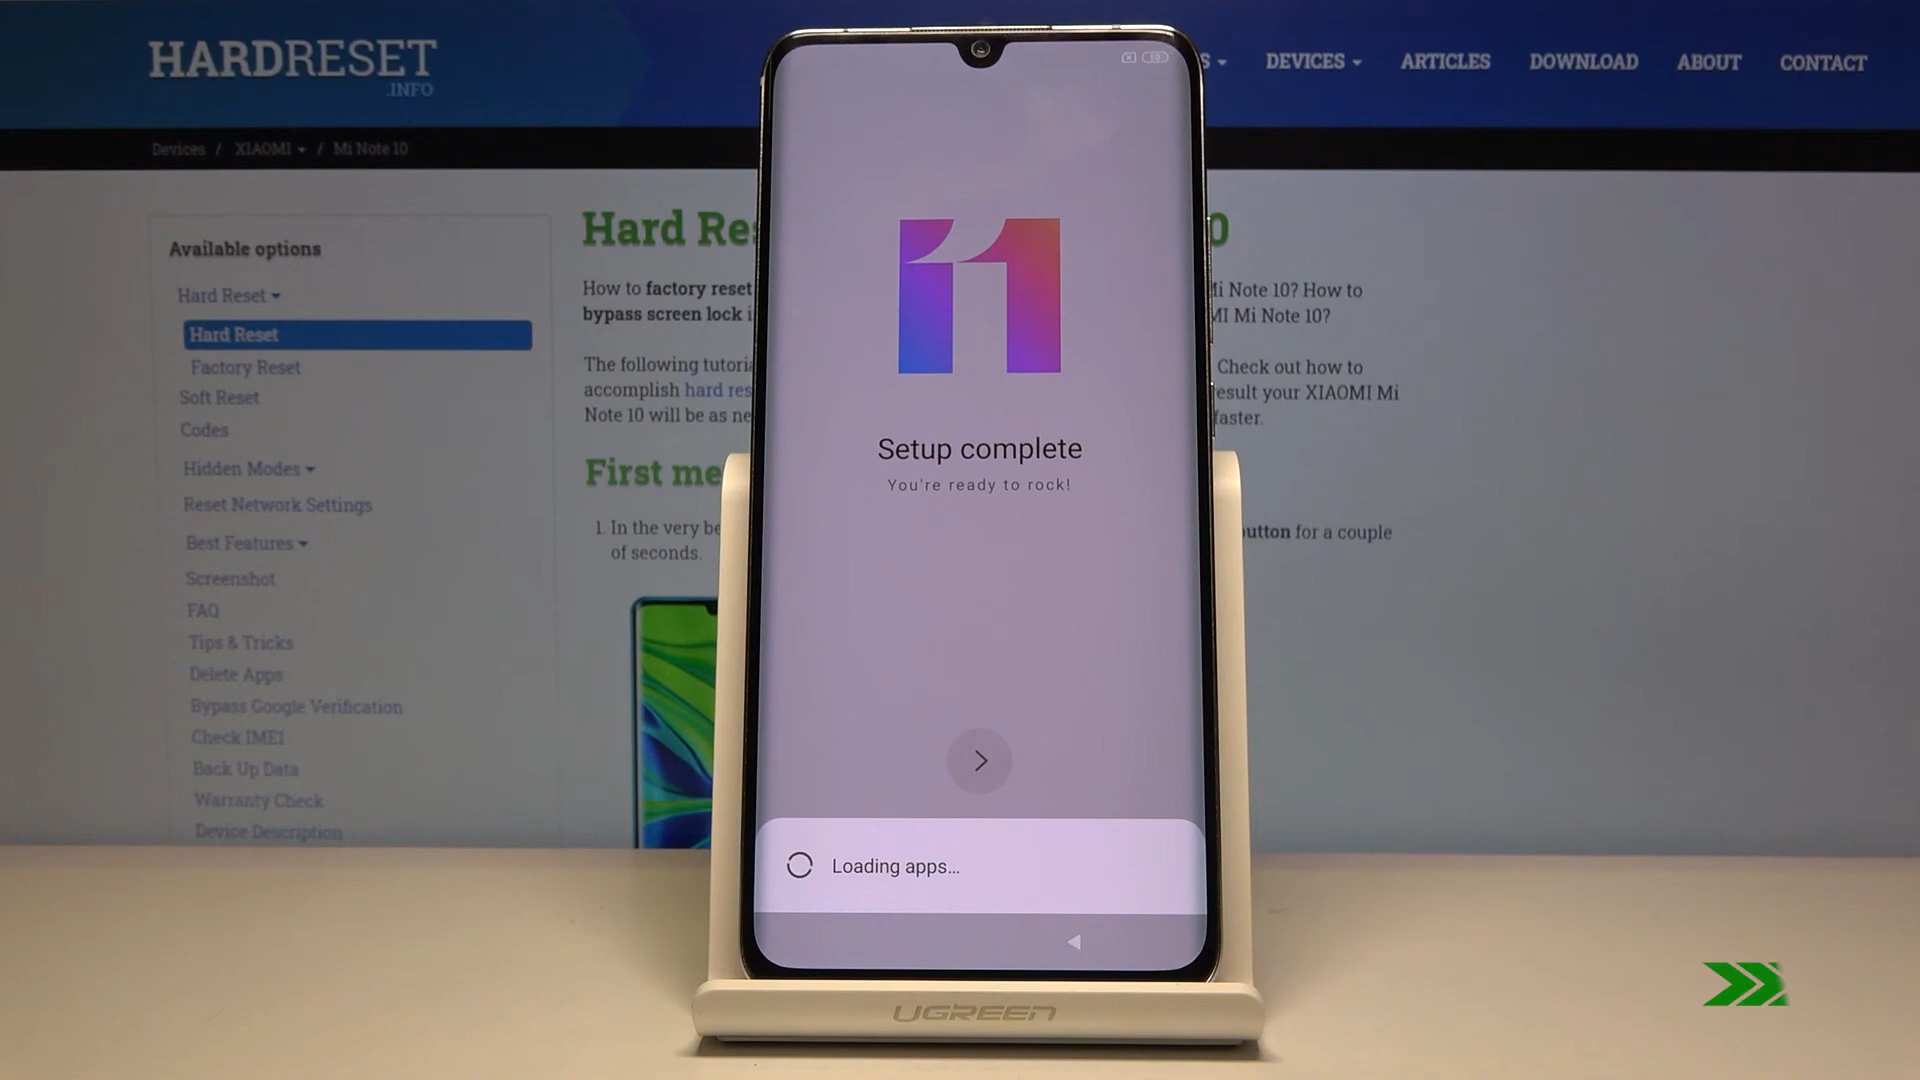 HARDRESET
.INFO
DEVICES
ARTICLES
DOWNLOAD
ABOUT
CONTACT
Devices / XIAOMI / Mi Note 10
Available options
Hard Reset
Hard Reset
Factory Reset
Soft Reset
Codes
Hidden Modes
Reset Network Settings
Best Features
Screenshot
FAQ
Tips & Tricks
Delete Apps
Bypass Google Verification
Check IMEI
Back Up Data
Warranty Check
Device Description
Hard Res 0
How to factory reset Mi Note 10? How to
bypass screen lock i MI Mi Note 10?
The following tutoria Check out how to
accomplish hard res esult your XIAOMI Mi
Note 10 will be as ne faster.
First me
1. In the very be utton for a couple
of seconds.
59
Setup complete
You're ready to rock!
Loading apps...
UGREEN